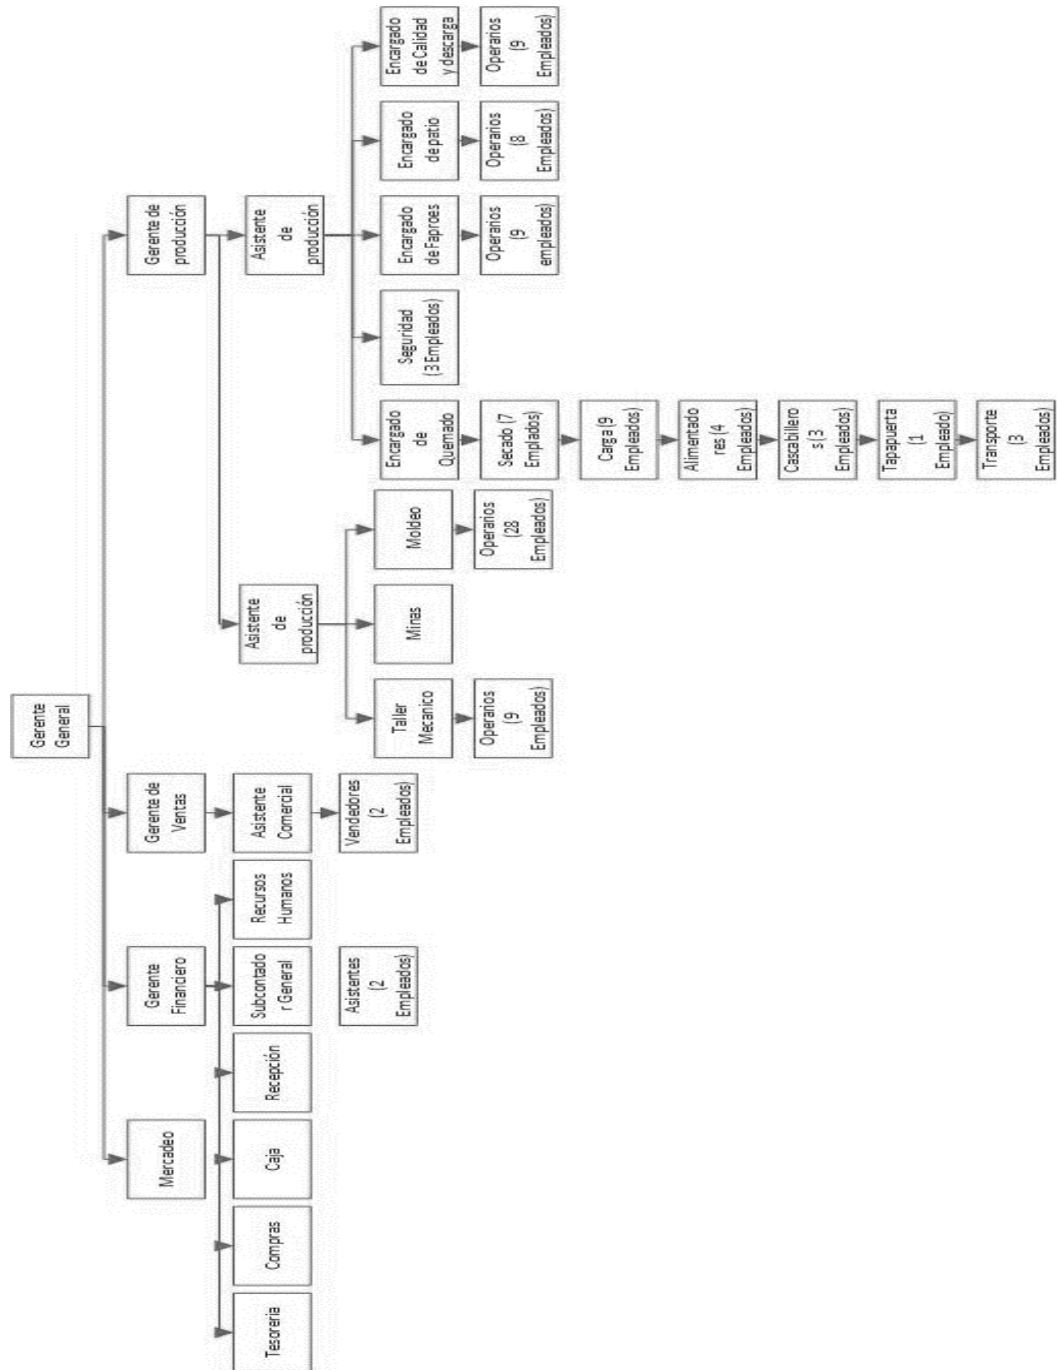 Gerente
General
Mercadeo
Gerente
Financiero
Gerente de
Ventas
Gerente de
producción
Tesoreria
Compras
Caja
Recepción
Subcontado
r General
Recursos
Humanos
Asistente
Comercial
Asistente
de
producción
Asistente
de
producción
Asistentes
(2
Empleados)
Vendedores
(2
Empleados)
Taller
Mecanico
Minas
Moldeo
Encargado
de
Quemado
Seguridad
(3 Empleados)
Encargado
de Faproes
Encargado
de patio
Encargado
de Calidad
y descarga
Operarios
(9
Empleados)
Operarios
(28
Empleados)
Secado (7
Emplados)
Operarios
(9
empleados)
Operarios
(8
Empleados)
Operarios
(9
Empleados)
Carga (9
Empleados)
Alimentado
res (4
Empleados)
Cascabillero
s (3
Empleados)
Tapapuerta
(1
Empleado)
Transporte
(3
Empleados)